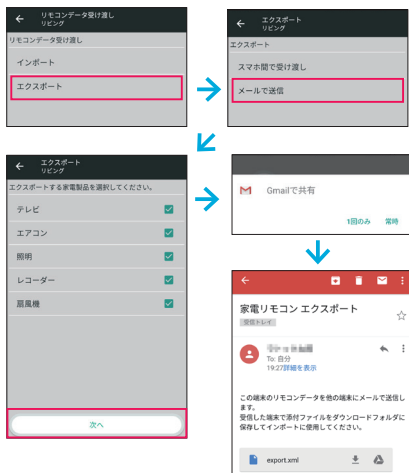 リモコンデータ受け渡し
リビング
リモコンデータ受け渡し
インポート
エクスポート
エクスポート
リビング
エクスポート
スマホ間で受け渡し
メールで送信
エクスポート
リビング
エクスポートする家電製品を選択してください。
テレビ
エアコン
照明
レコーダー
扇風機
次へ
Gmailで共有
1回のみ 常時
家電リモコン エクスポート
受信トレイ
To: 自分
19:27詳細を表示
この端末のリモコンデータを他の端末にメールで送信し
ます。
受信した端末で添付ファイルをダウンロードフォルダに
保存してインポートに使用してください。
export.xml